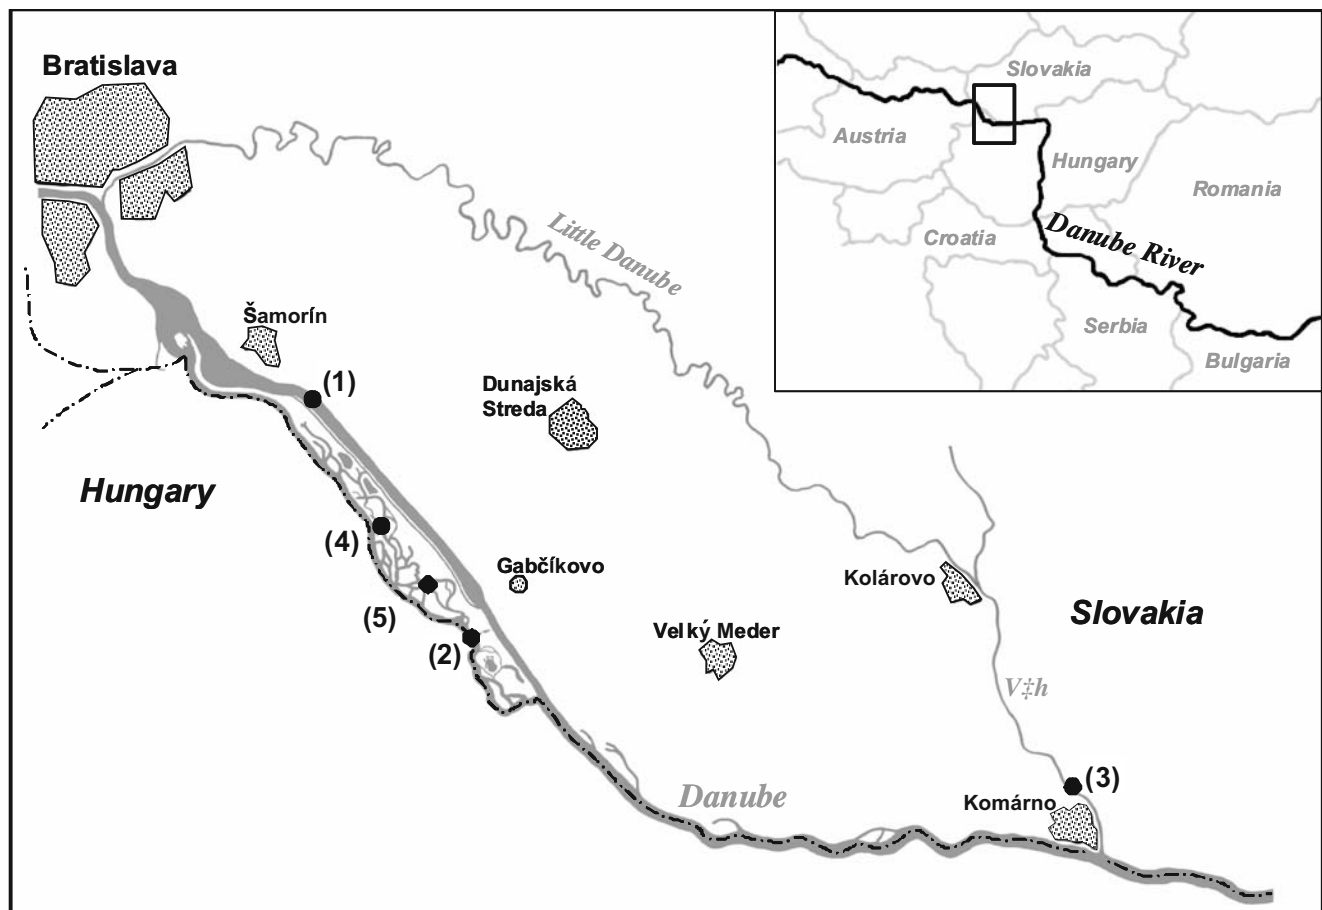 Bratislava
Slovakia
Austria
Hungary
Romania
Croatia
Danube River
Serbia
Bulgaria
Little Danube
Šamorín
(1)
Dunajská
Streda
Hungary
(4)
Gabčíkovo
Kolárovo
(5)
Slovakia
Velký Meder
(2)
V‡h
(3)
Danube
Komárno